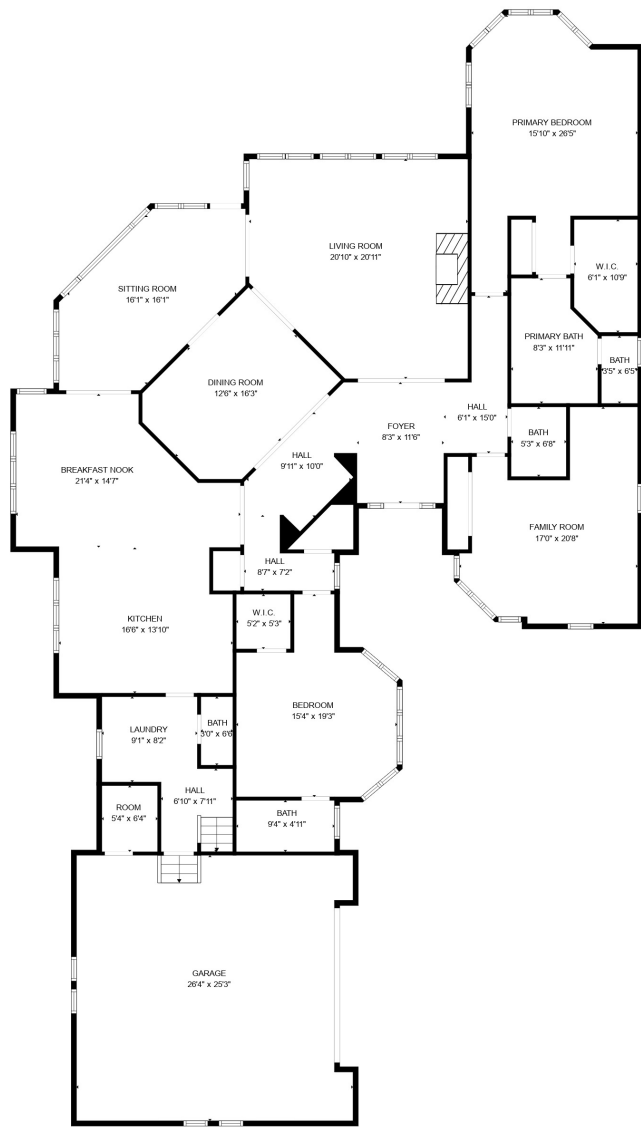 PRIMARY BEDROOM
15'10" x 26'5"
LIVING ROOM
20'10" x 20'11"
W.I.C.
6'1" x 10'9"
SITTING ROOM
16'1" x 16'1"
PRIMARY BATH
8'3" x 11'11"
BATH
3'5" x 6'5"
DINING ROOM
12'6" x 16'3"
HALL
6'1" x 15'0"
FOYER
8'3" x 11'6"
BATH
5'3" x 6'8"
HALL
9'11" x 10'0"
BREAKFAST NOOK
21'4" x 14'7"
FAMILY ROOM
17'0" x 20'8"
HALL
8'7" x 7'2"
W.I.C.
5'2" x 5'3"
KITCHEN
16'6" x 13'10"
BEDROOM
15'4" x 19'3"
LAUNDRY
9'1" x 8'2"
BATH
3'0" x 6'6"
HALL
6'10" x 7'11"
ROOM
5'4" x 6'4"
BATH
9'4" x 4'11"
GARAGE
26'4" x 25'3"